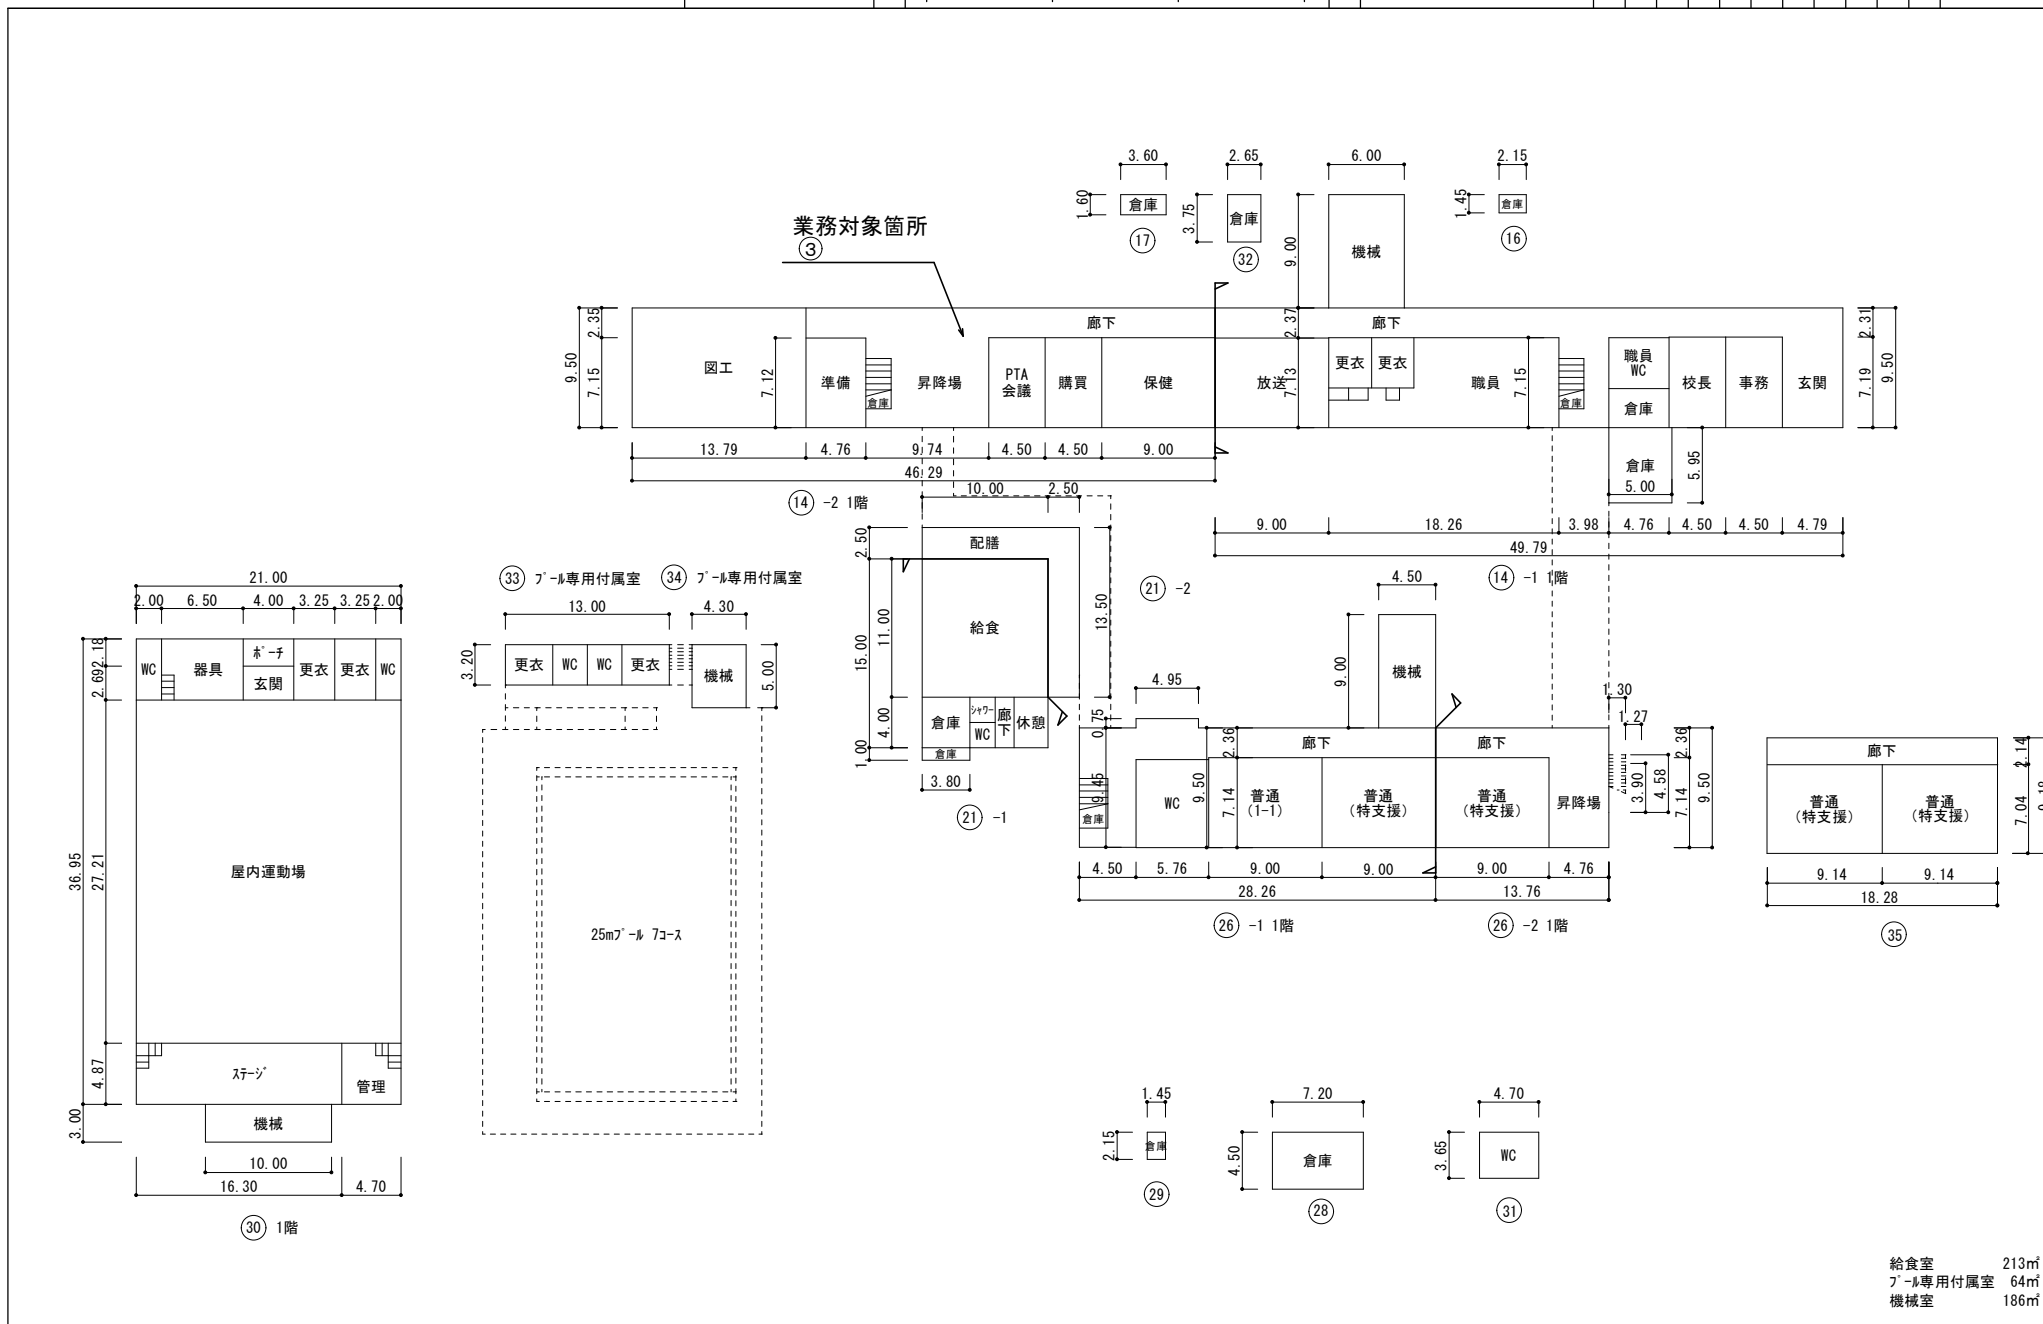 3.60
2.65
6.00
2.15
1.60
倉庫
3.75
倉庫
1.45
倉庫
業務対象箇所
③
⑰
㉜
⑯
9.00
機械
2.35
廊下
2.37
廊下
2.31
9.50
7.15
図工
7.12
準備
倉庫
昇降場
PTA
会議
購買
保健
放送
7.13
更衣
更衣
職員
7.15
倉庫
職員
WC
倉庫
校長
事務
玄関
7.19
9.50
13.79
4.76
9.74
4.50
4.50
9.00
46.29
倉庫
5.00
5.95
⑭ -2 1階
10.00
2.50
9.00
18.26
3.98
4.76
4.50
4.50
4.79
49.79
⑭ -1 1階
2.50
配膳
15.00
11.00
給食
13.50
㉑ -2
4.00
倉庫
シャワー
WC
廊下
休憩
1.00
倉庫
3.80
㉑ -1
21.00
2.00
6.50
4.00
3.25
3.25
2.00
2.18
2.69
WC
器具
ポーチ
玄関
更衣
更衣
WC
36.95
27.21
屋内運動場
4.87
ステージ
管理
3.00
機械
10.00
16.30
4.70
㉚ 1階
㉝ プール専用付属室
㉞ プール専用付属室
13.00
4.30
3.20
更衣
WC
WC
更衣
機械
5.00
25mプール 7コース
4.50
9.00
機械
4.95
0.75
9.45
倉庫
WC
9.50
2.36
7.14
廊下
普通
(1-1)
普通
(特支援)
廊下
普通
(特支援)
昇降場
1.30
1.27
3.90
4.58
2.36
7.14
9.50
4.50
5.76
9.00
9.00
9.00
4.76
28.26
13.76
㉖ -1 1階
㉖ -2 1階
廊下
普通
(特支援)
普通
(特支援)
2.14
7.04
9.14
9.14
18.28
㉟
1.45
2.15
倉庫
㉙
7.20
4.50
倉庫
㉘
4.70
3.65
WC
㉛
給食室 213㎡
プール専用付属室 64㎡
機械室 186㎡